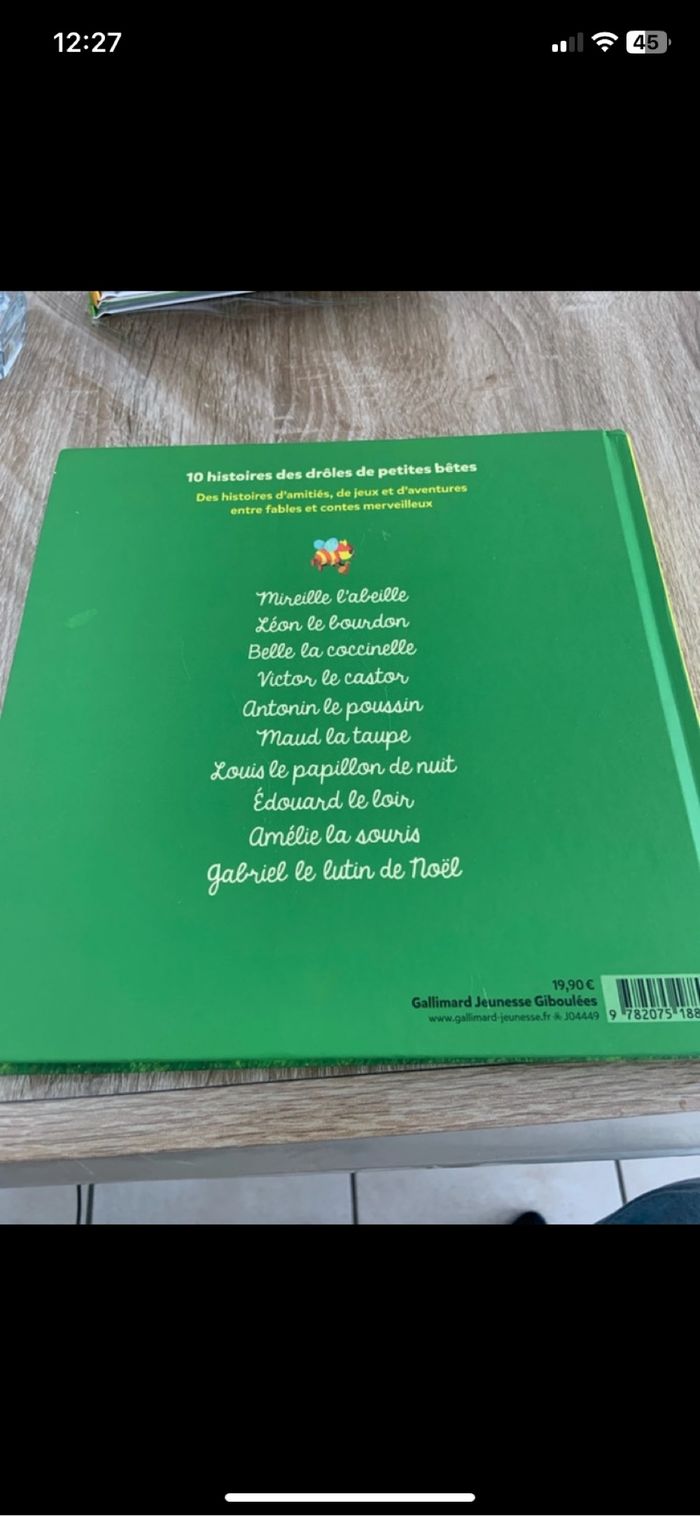 12:27
45
10 histoires des drôles de petites bêtes
Des histoires d'amitiés, de jeux et d'aventures
entre fables et contes merveilleux
Mireille l'abeille
Léon le bourdon
Belle la coccinelle
Victor le castor
Antonin le poussin
Maud la taupe
Louis le papillon de nuit
Édouard le loir
Amélie la souris
Gabriel le lutin de Noël
19,90 €
Gallimard Jeunesse Giboulées
www.gallimard-jeunesse.fr J04449
9 782075 188